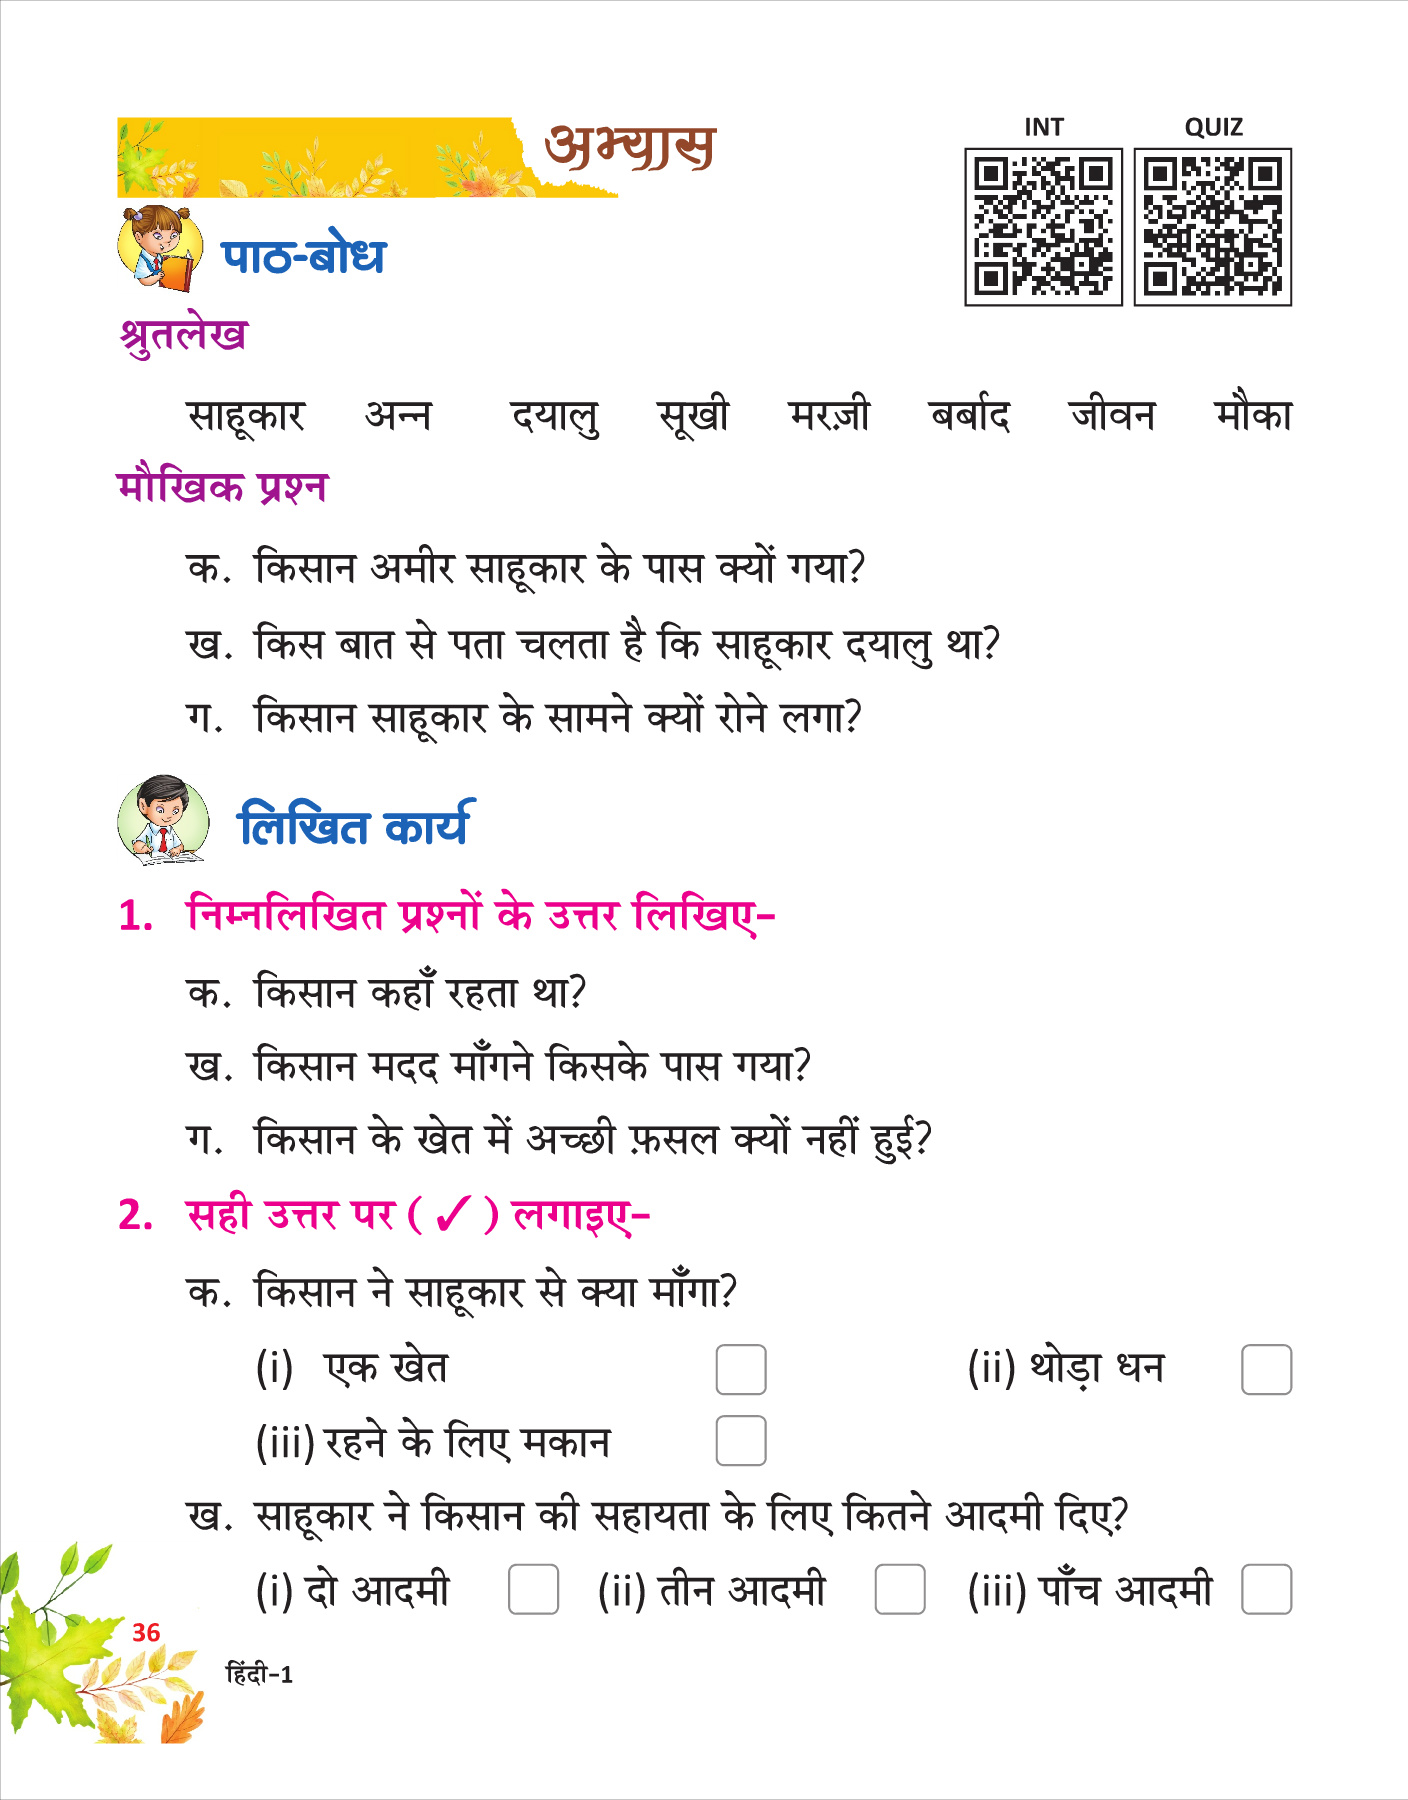 अभ्यास
INT QUIZ
पाठ-बोध
श्रुतलेख
साहूकार अन्न दयालु सूखी मरज़ी बर्बाद जीवन मौका
मौखिक प्रश्न
क. किसान अमीर साहूकार के पास क्यों गया?
ख. किस बात से पता चलता है कि साहूकार दयालु था?
ग. किसान साहूकार के सामने क्यों रोने लगा?
लिखित कार्य
1. निम्नलिखित प्रश्नों के उत्तर लिखिए–
क. किसान कहाँ रहता था?
ख. किसान मदद माँगने किसके पास गया?
ग. किसान के खेत में अच्छी फ़सल क्यों नहीं हुई?
2. सही उत्तर पर (✓) लगाइए–
क. किसान ने साहूकार से क्या माँगा?
(i) एक खेत (ii) थोड़ा धन
(iii) रहने के लिए मकान
ख. साहूकार ने किसान की सहायता के लिए कितने आदमी दिए?
(i) दो आदमी (ii) तीन आदमी (iii) पाँच आदमी
36
हिंदी–1